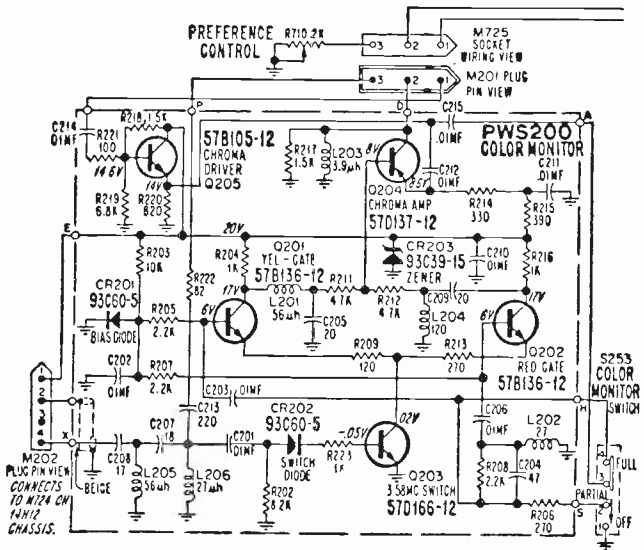 PREFERENCE
CONTROL
R710.2K
3 2 1
M725
SOCKET
WIRING VIEW
3 2 1
M201 PLUG
PIN VIEW
P
D
A
C214
.01MF
R218, 1.5K
R221
100
14.6V
57B105-12
CHROMA
DRIVER
Q205
14V
R219
6.8K
R220
820
R217
1.5K
L203
3.9μh
8V
C215
.01MF
PWS200
COLOR MONITOR
C212
.01MF
C211
.01MF
Q204
CHROMA AMP
57D137-12
R214
330
R215
390
E
20V
R203
10K
R222
82
R204
1K
Q201
YEL-GATE
57B136-12
CR203
93C39-15
ZENER
C210
.01MF
R216
1K
CR201
93C60-5
BIAS DIODE
R205
2.2K
6V
17V
L201
56μh
R211
4.7K
C205
20
R212
4.7K
C209 20
L204
120
17V
6V
Q202
RED GATE
57B136-12
C202
.01MF
R207
2.2K
R209
120
R213
270
S253
COLOR
MONITOR
SWITCH
1
2
3
4
M202
PLUG PIN VIEW
CONNECTS
TO M724 ON
14H12
CHASSIS.
C203 .01MF
C213
220
CR202
93C60-5
.02V
C206
.01MF
L202
27
H
X
BEIGE
C208
17
C207
18
L205
56μh
L206
27μh
C201
.01MF
SWITCH
DIODE
R202
8.2K
-.05V
R223
1K
Q203
3.58MC SWITCH
57D166-12
R208
2.2K
C204
47
R206
270
S
FULL
3
PARTIAL
2
1
OFF